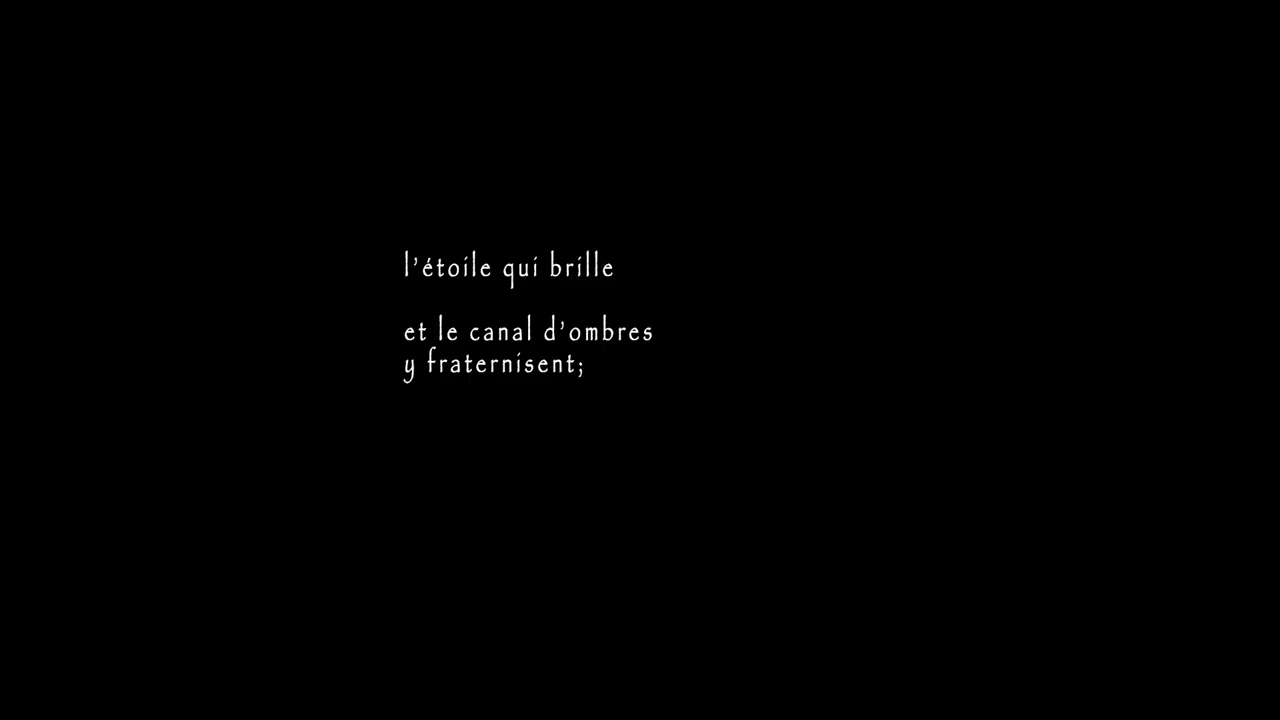 l’étoile qui brille
et le canal d’ombres
y fraternisent;